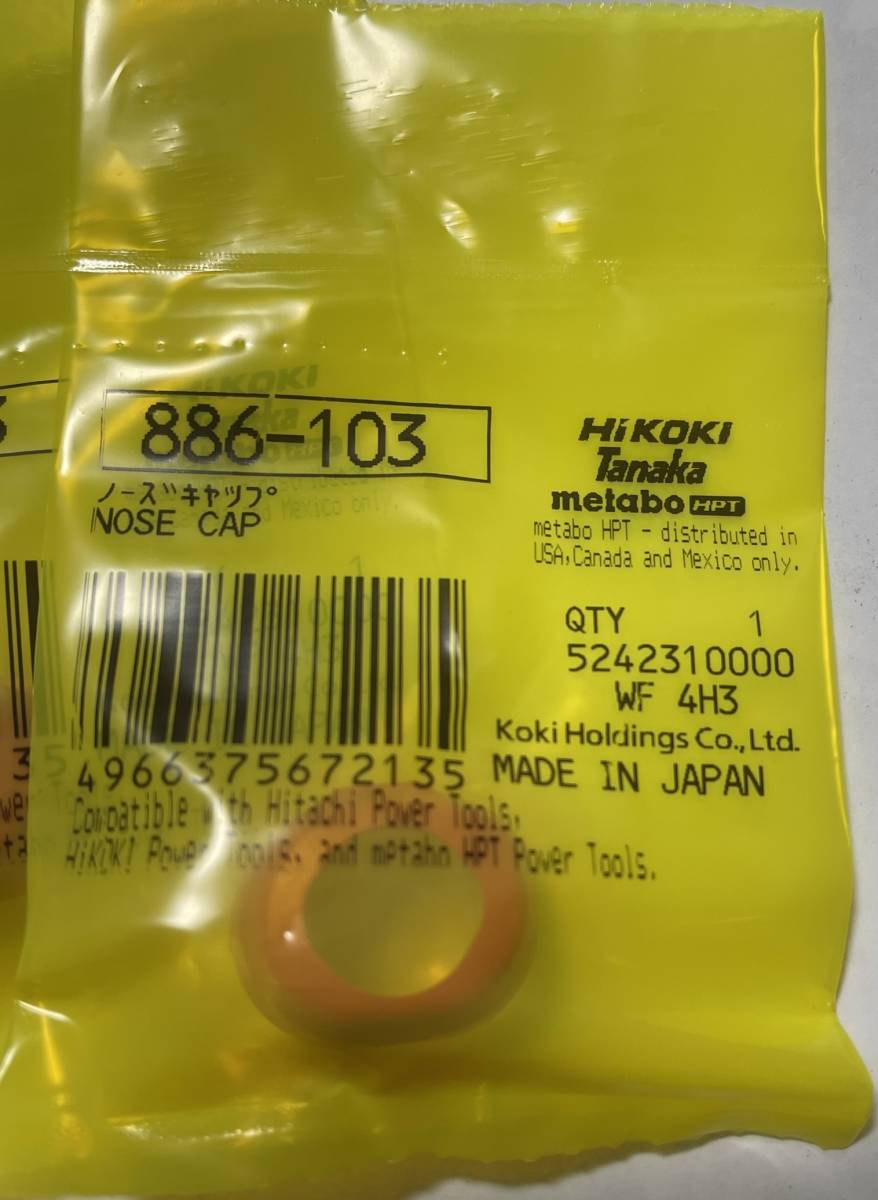 886-103
ノーズキャップ
NOSE CAP
4966375672135
Compatible with Hitachi Power Tools,
HiKOKI Power Tools, and metabo HPT Power Tools.
HiKOKI
Tanaka
metabo HPT
metabo HPT - distributed in
USA,Canada and Mexico only.
QTY 1
5242310000
WF 4H3
Koki Holdings Co.,Ltd.
MADE IN JAPAN